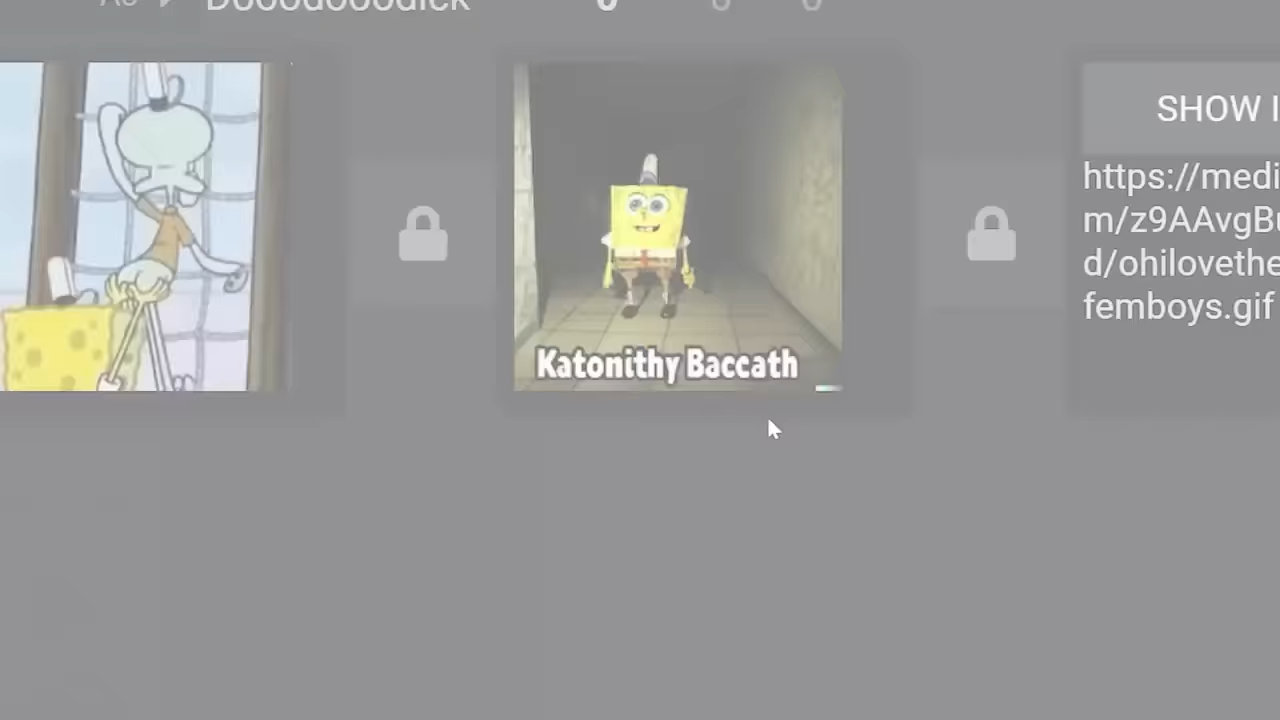 Katonithy Baccath
SHOW I
https://medi
m/z9AAvgBu
d/ohilovethe
femboys.gif